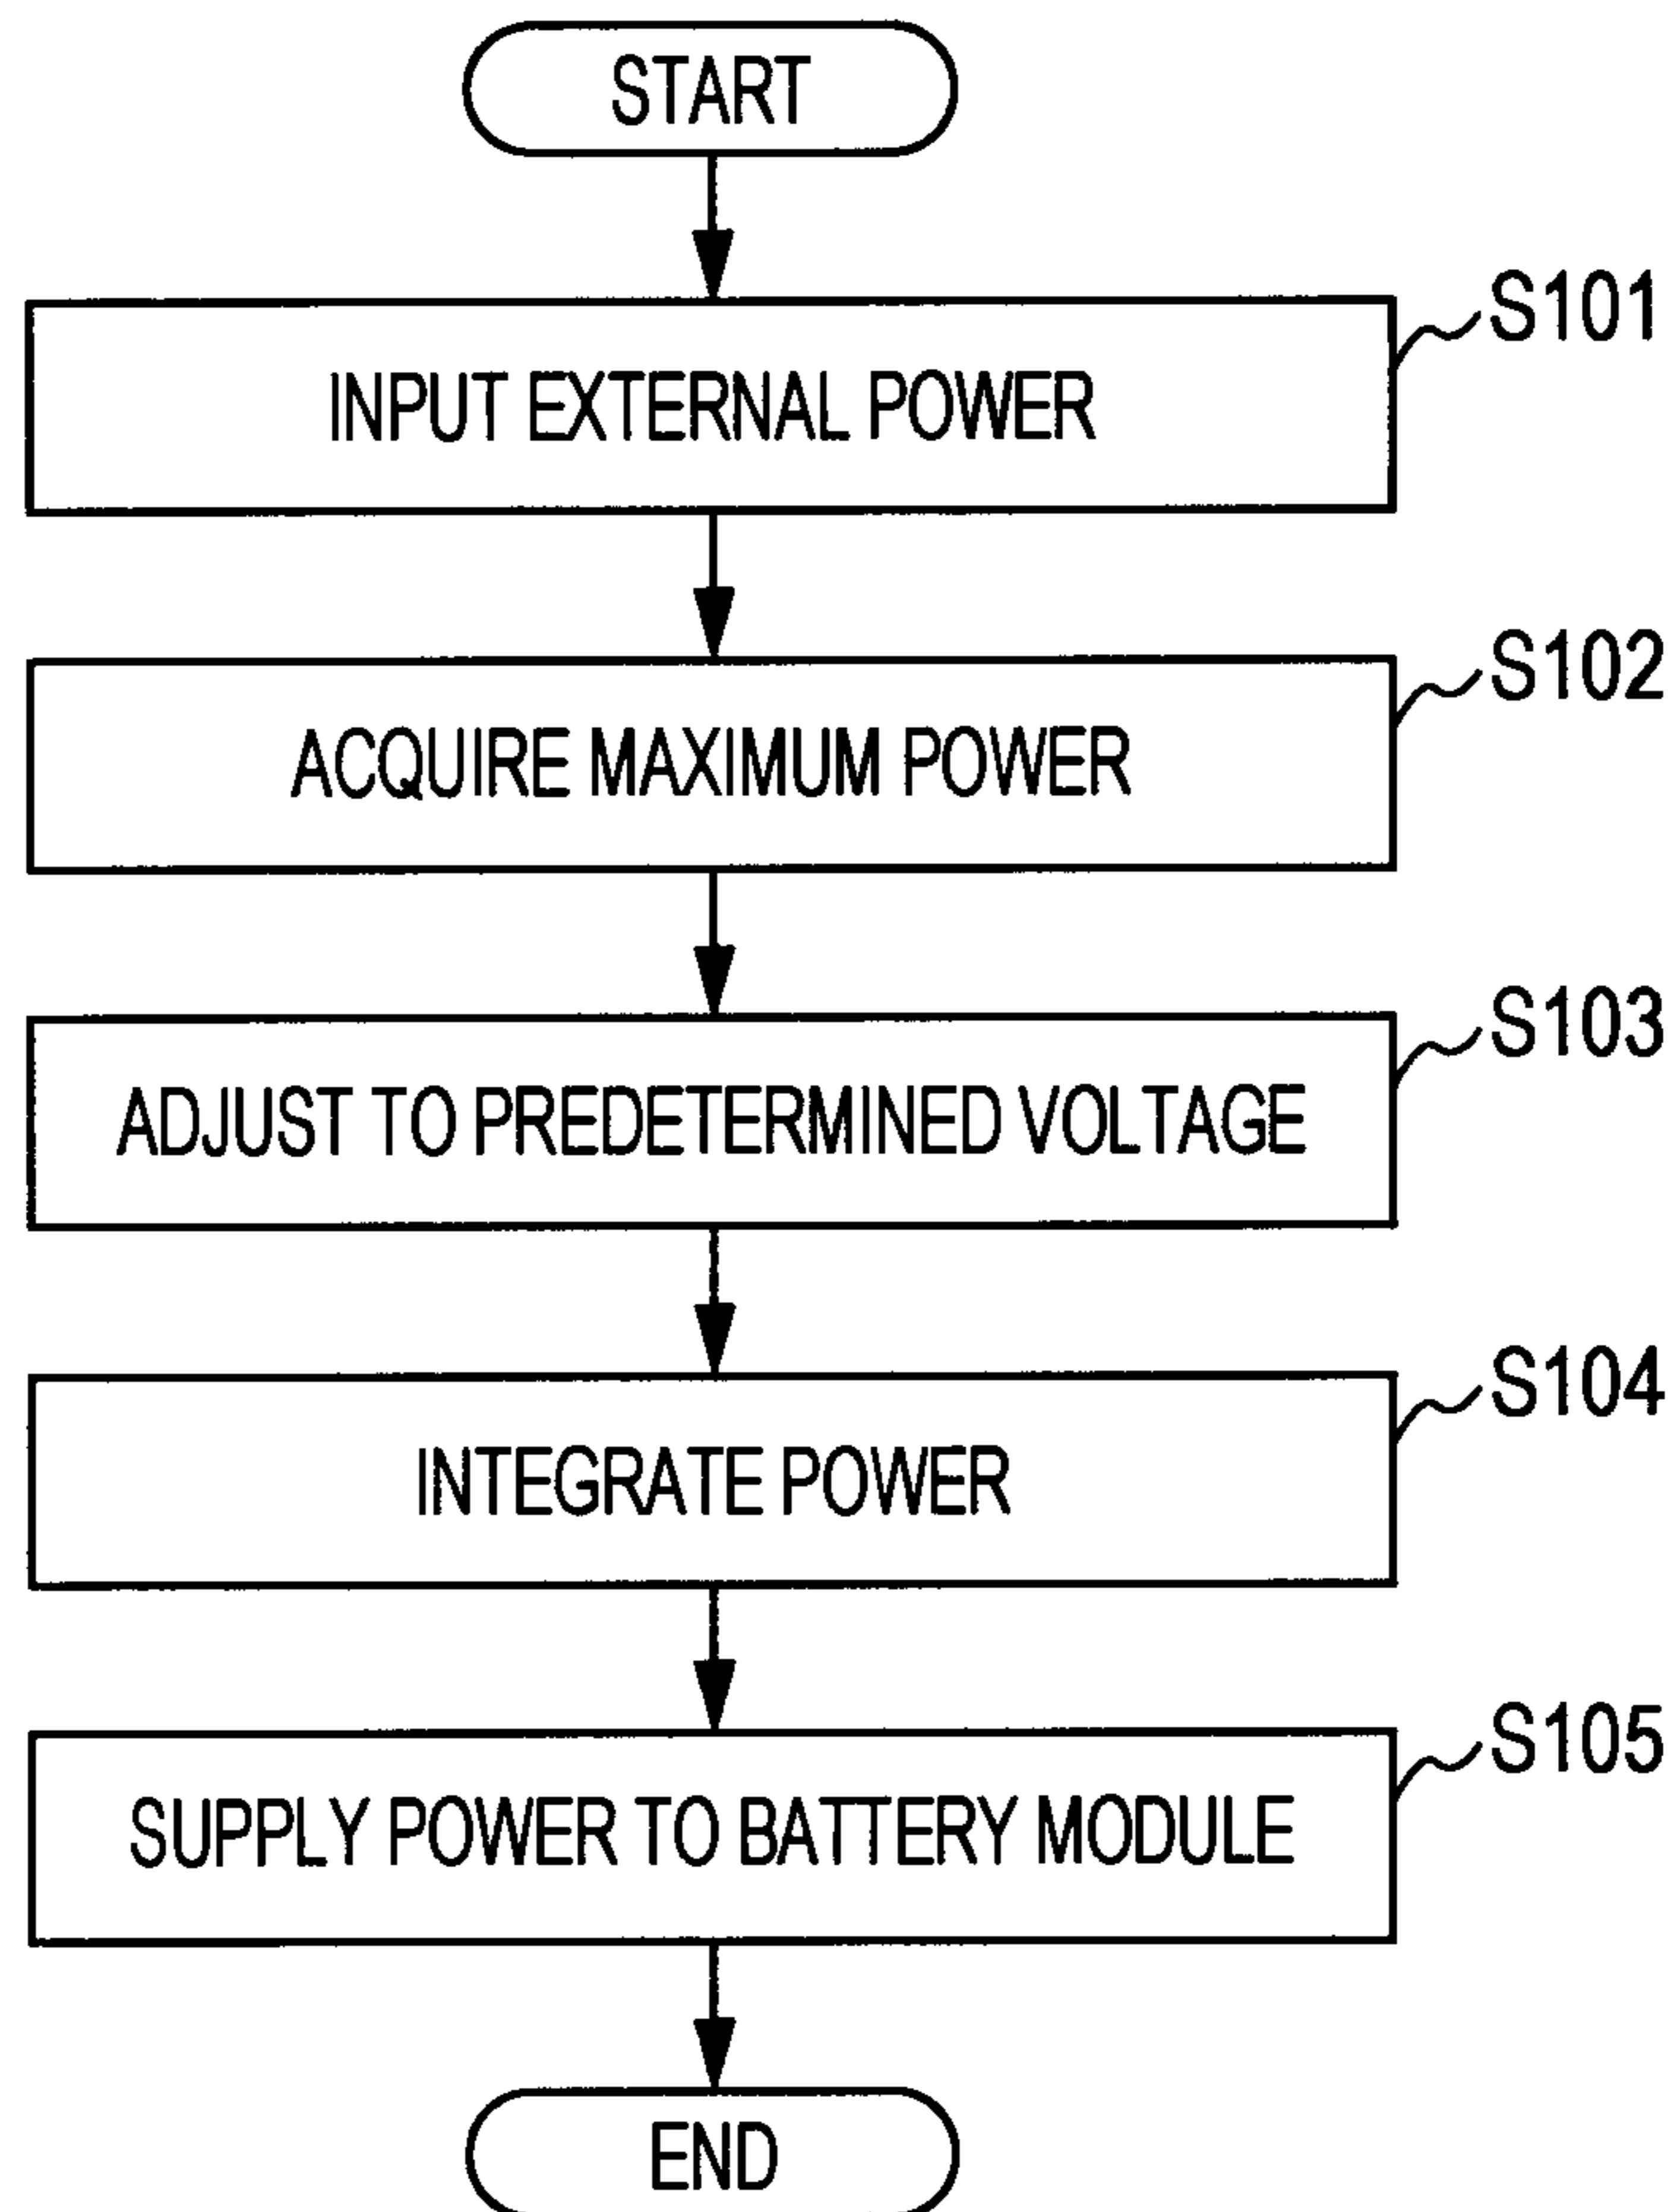 START
S101
INPUT EXTERNAL POWER
S102
ACQUIRE MAXIMUM POWER
S103
ADJUST TO PREDETERMINED VOLTAGE
S104
INTEGRATE POWER
S105
SUPPLY POWER TO BATTERY MODULE
END